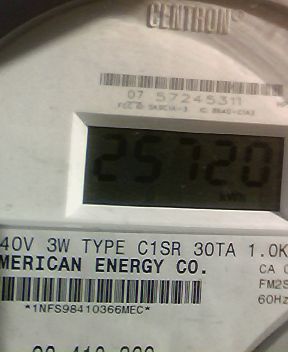 CENTRON®
07 57245311
25720
kWh
40V 3W TYPE C1SR 30TA 1.0K
MERICAN ENERGY CO.
CA
FM2S
60Hz
*1NFS98410366MEC*